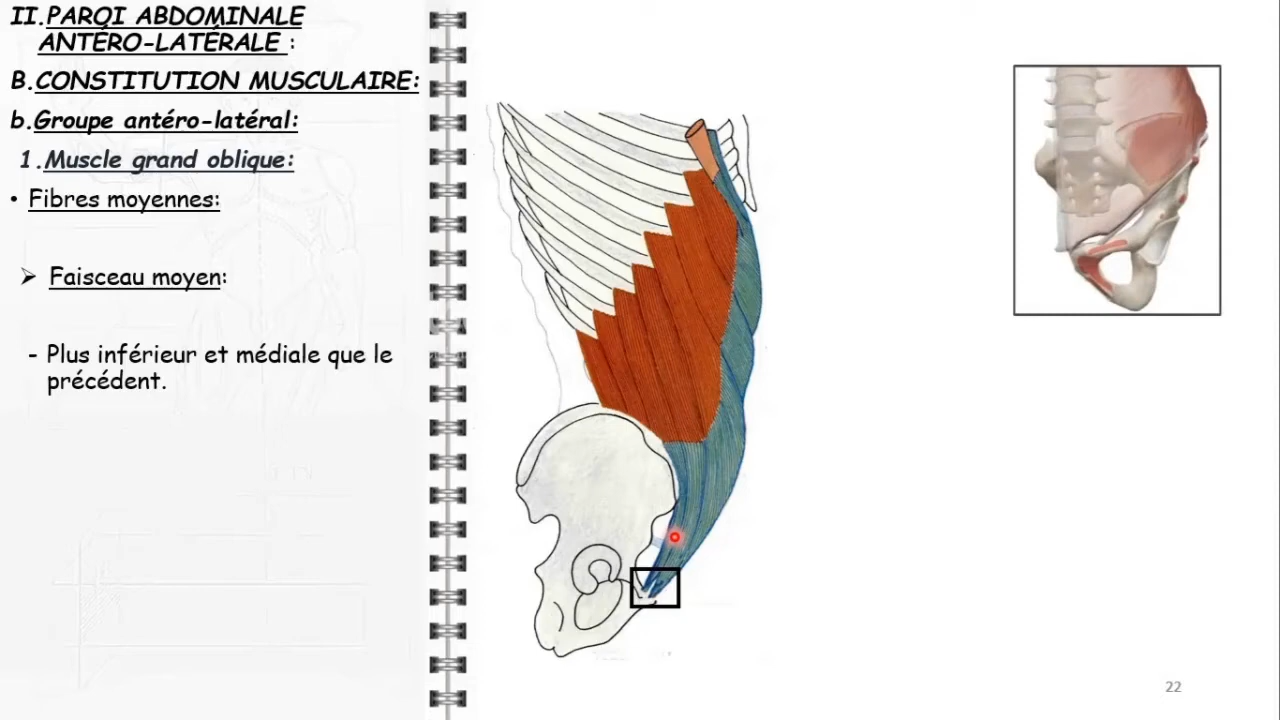 II.PAROI ABDOMINALE
ANTÉRO-LATÉRALE :
B.CONSTITUTION MUSCULAIRE:
b.Groupe antéro-latéral:
1.Muscle grand oblique:
• Fibres moyennes:
➢ Faisceau moyen:
- Plus inférieur et médiale que le
précédent.
22